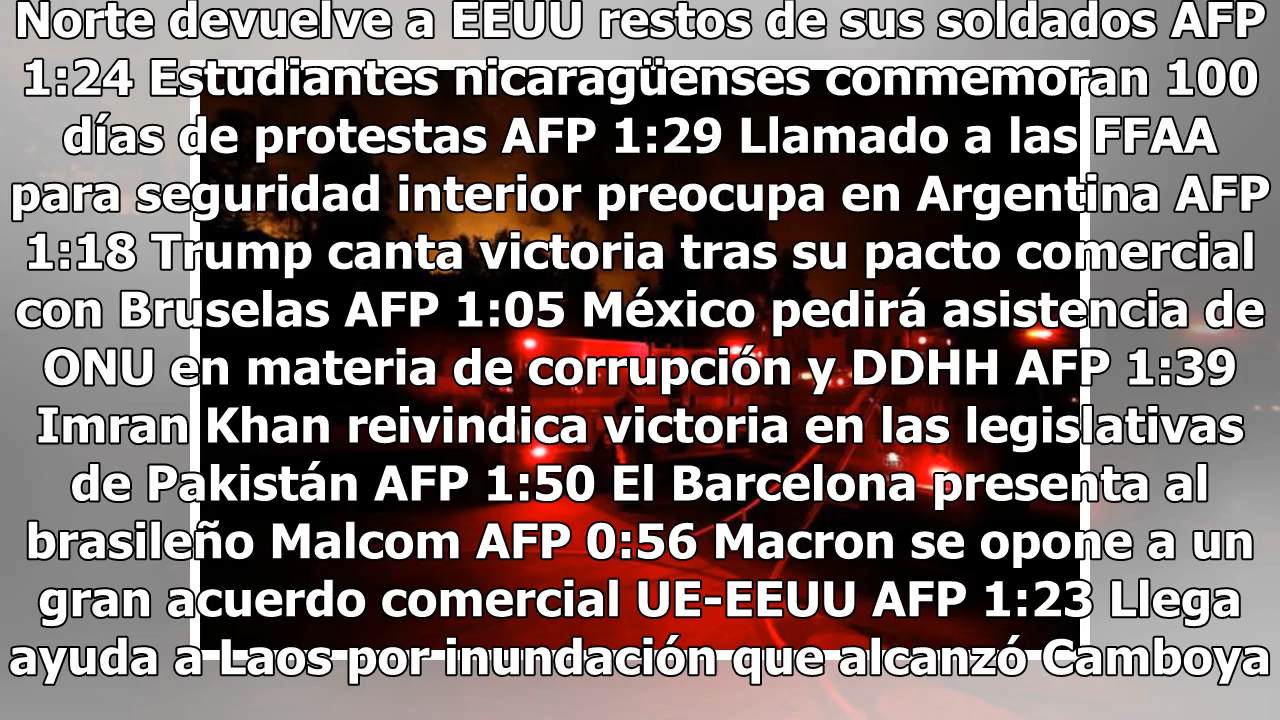 Norte devuelve a EEUU restos de sus soldados AFP
1:24 Estudiantes nicaragüenses conmemoran 100
días de protestas AFP 1:29 Llamado a las FFAA
para seguridad interior preocupa en Argentina AFP
1:18 Trump canta victoria tras su pacto comercial
con Bruselas AFP 1:05 México pedirá asistencia de
ONU en materia de corrupción y DDHH AFP 1:39
Imran Khan reivindica victoria en las legislativas
de Pakistán AFP 1:50 El Barcelona presenta al
brasileño Malcom AFP 0:56 Macron se opone a un
gran acuerdo comercial UE-EEUU AFP 1:23 Llega
ayuda a Laos por inundación que alcanzó Camboya